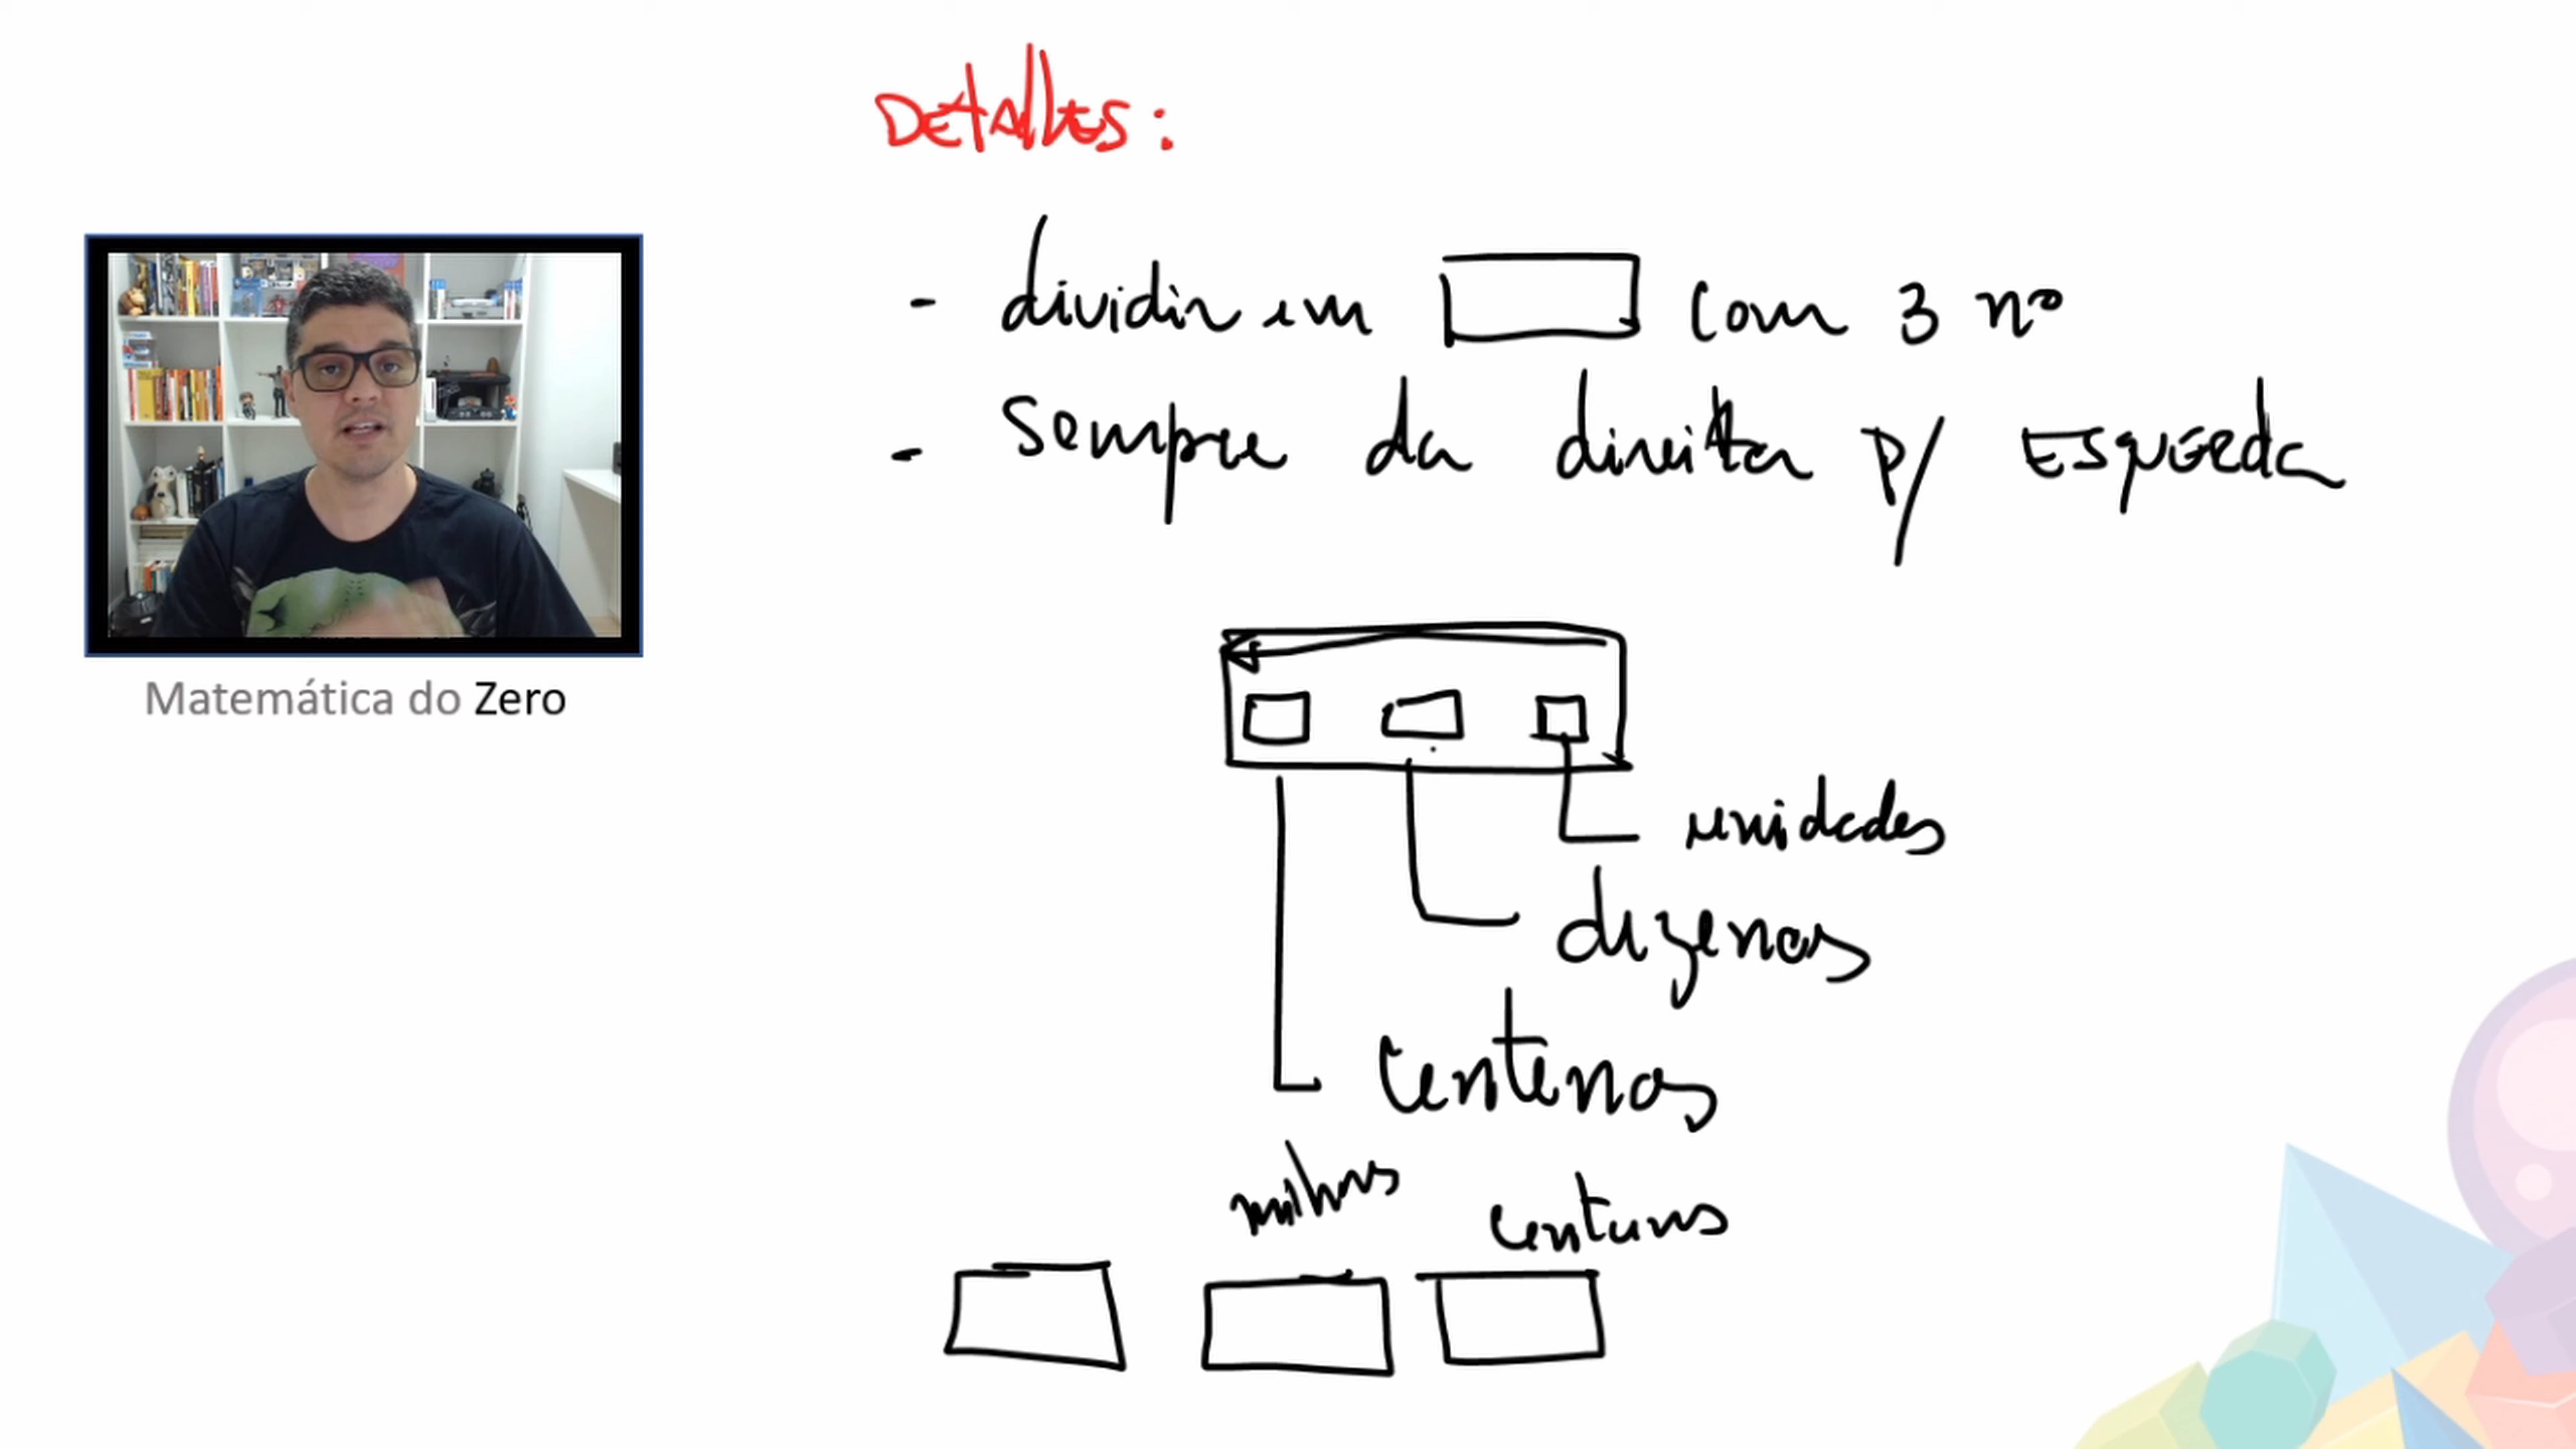 Detalhes:
- dividir em com 3 nº
- Sempre da direita p/ Esquerda
Matemática do Zero
unidades
dezenas
centenas
milhares
centenas